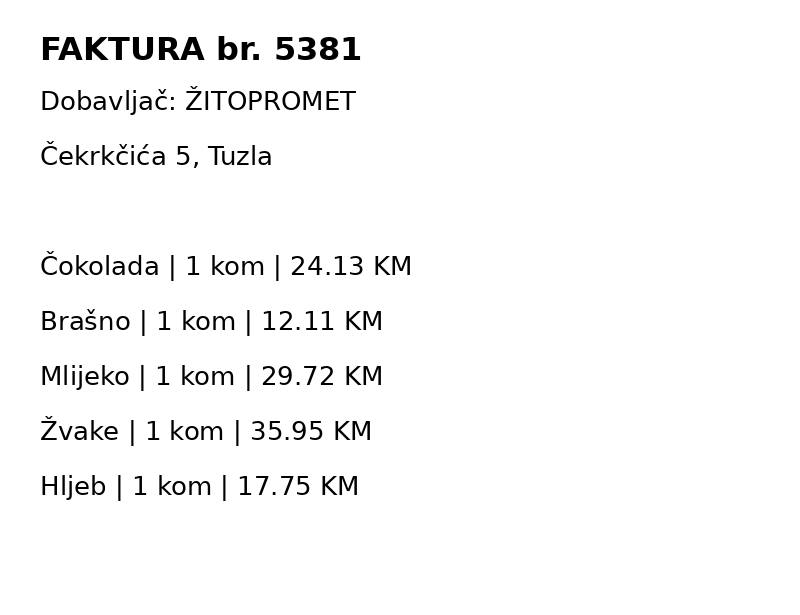 FAKTURA br. 5381
Dobavljač: ŽITOPROMET
Čekrkčića 5, Tuzla
Čokolada | 1 kom | 24.13 KM
Brašno | 1 kom | 12.11 KM
Mlijeko | 1 kom | 29.72 KM
Žvake | 1 kom | 35.95 KM
Hljeb | 1 kom | 17.75 KM